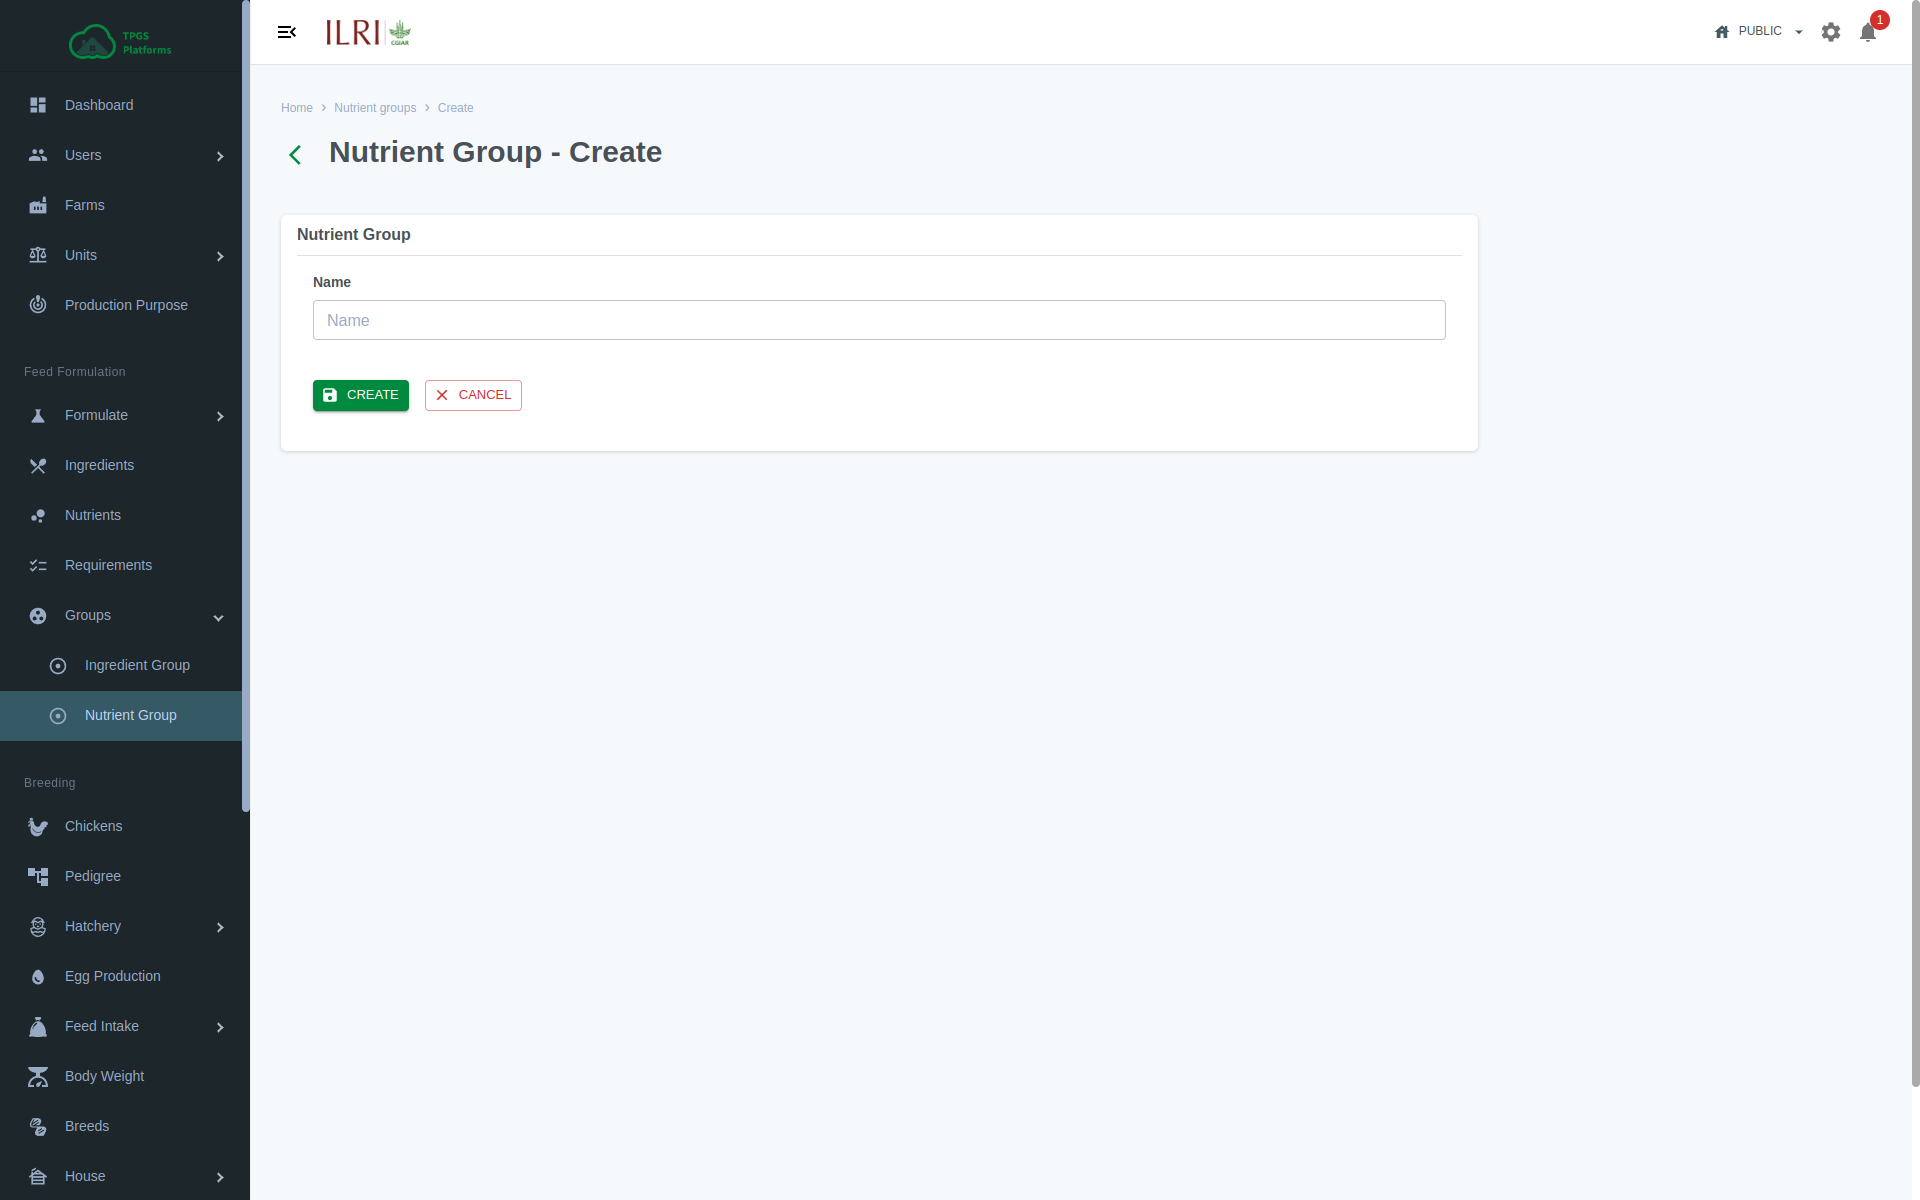 TPGS
Platforms
Dashboard
Users
Farms
Units
Production Purpose
Feed Formulation
Formulate
Ingredients
Nutrients
Requirements
Groups
Ingredient Group
Nutrient Group
Breeding
Chickens
Pedigree
Hatchery
Egg Production
Feed Intake
Body Weight
Breeds
House
ILRI
CGIAR
PUBLIC
1
Home › Nutrient groups › Create
Nutrient Group - Create
Nutrient Group
Name
Name
CREATE
CANCEL